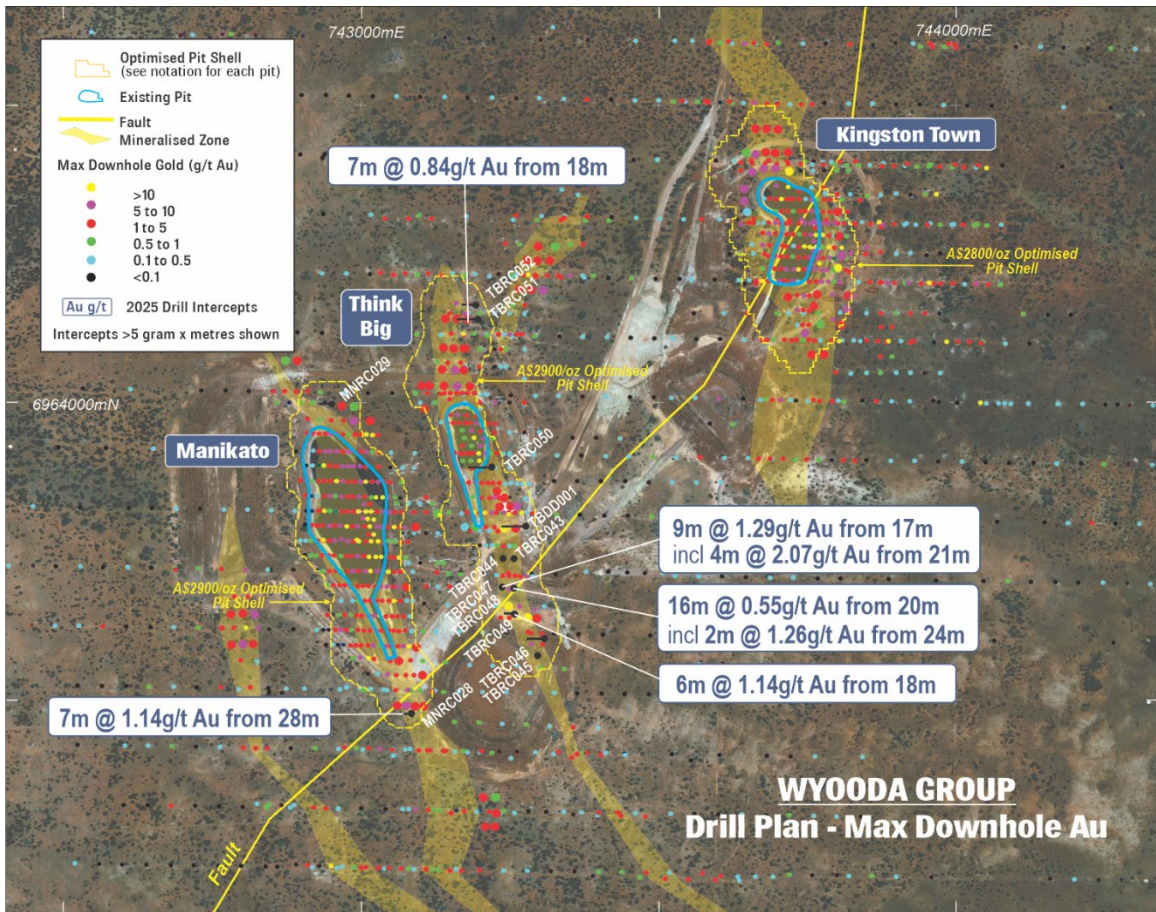 743000mE
744000mE
Optimised Pit Shell
(see notation for each pit)
Existing Pit
Fault
Mineralised Zone
Max Downhole Gold (g/t Au)
>10
5 to 10
1 to 5
0.5 to 1
0.1 to 0.5
<0.1
Au g/t 2025 Drill Intercepts
Intercepts >5 gram x metres shown
Kingston Town
7m @ 0.84g/t Au from 18m
A$2800/oz Optimised
Pit Shell
TBRC052
TBRC051
Think
Big
A$2900/oz Optimised
Pit Shell
MNRC029
6964000mN
Manikato
TBRC050
TBDD001
TBRC043
9m @ 1.29g/t Au from 17m
incl 4m @ 2.07g/t Au from 21m
TBRC044
TBRC047
TBRC048
A$2900/oz Optimised
Pit Shell
16m @ 0.55g/t Au from 20m
incl 2m @ 1.26g/t Au from 24m
TBRC049
TBRC046
TBRC045
6m @ 1.14g/t Au from 18m
MNRC028
7m @ 1.14g/t Au from 28m
WYOODA GROUP
Drill Plan - Max Downhole Au
Fault